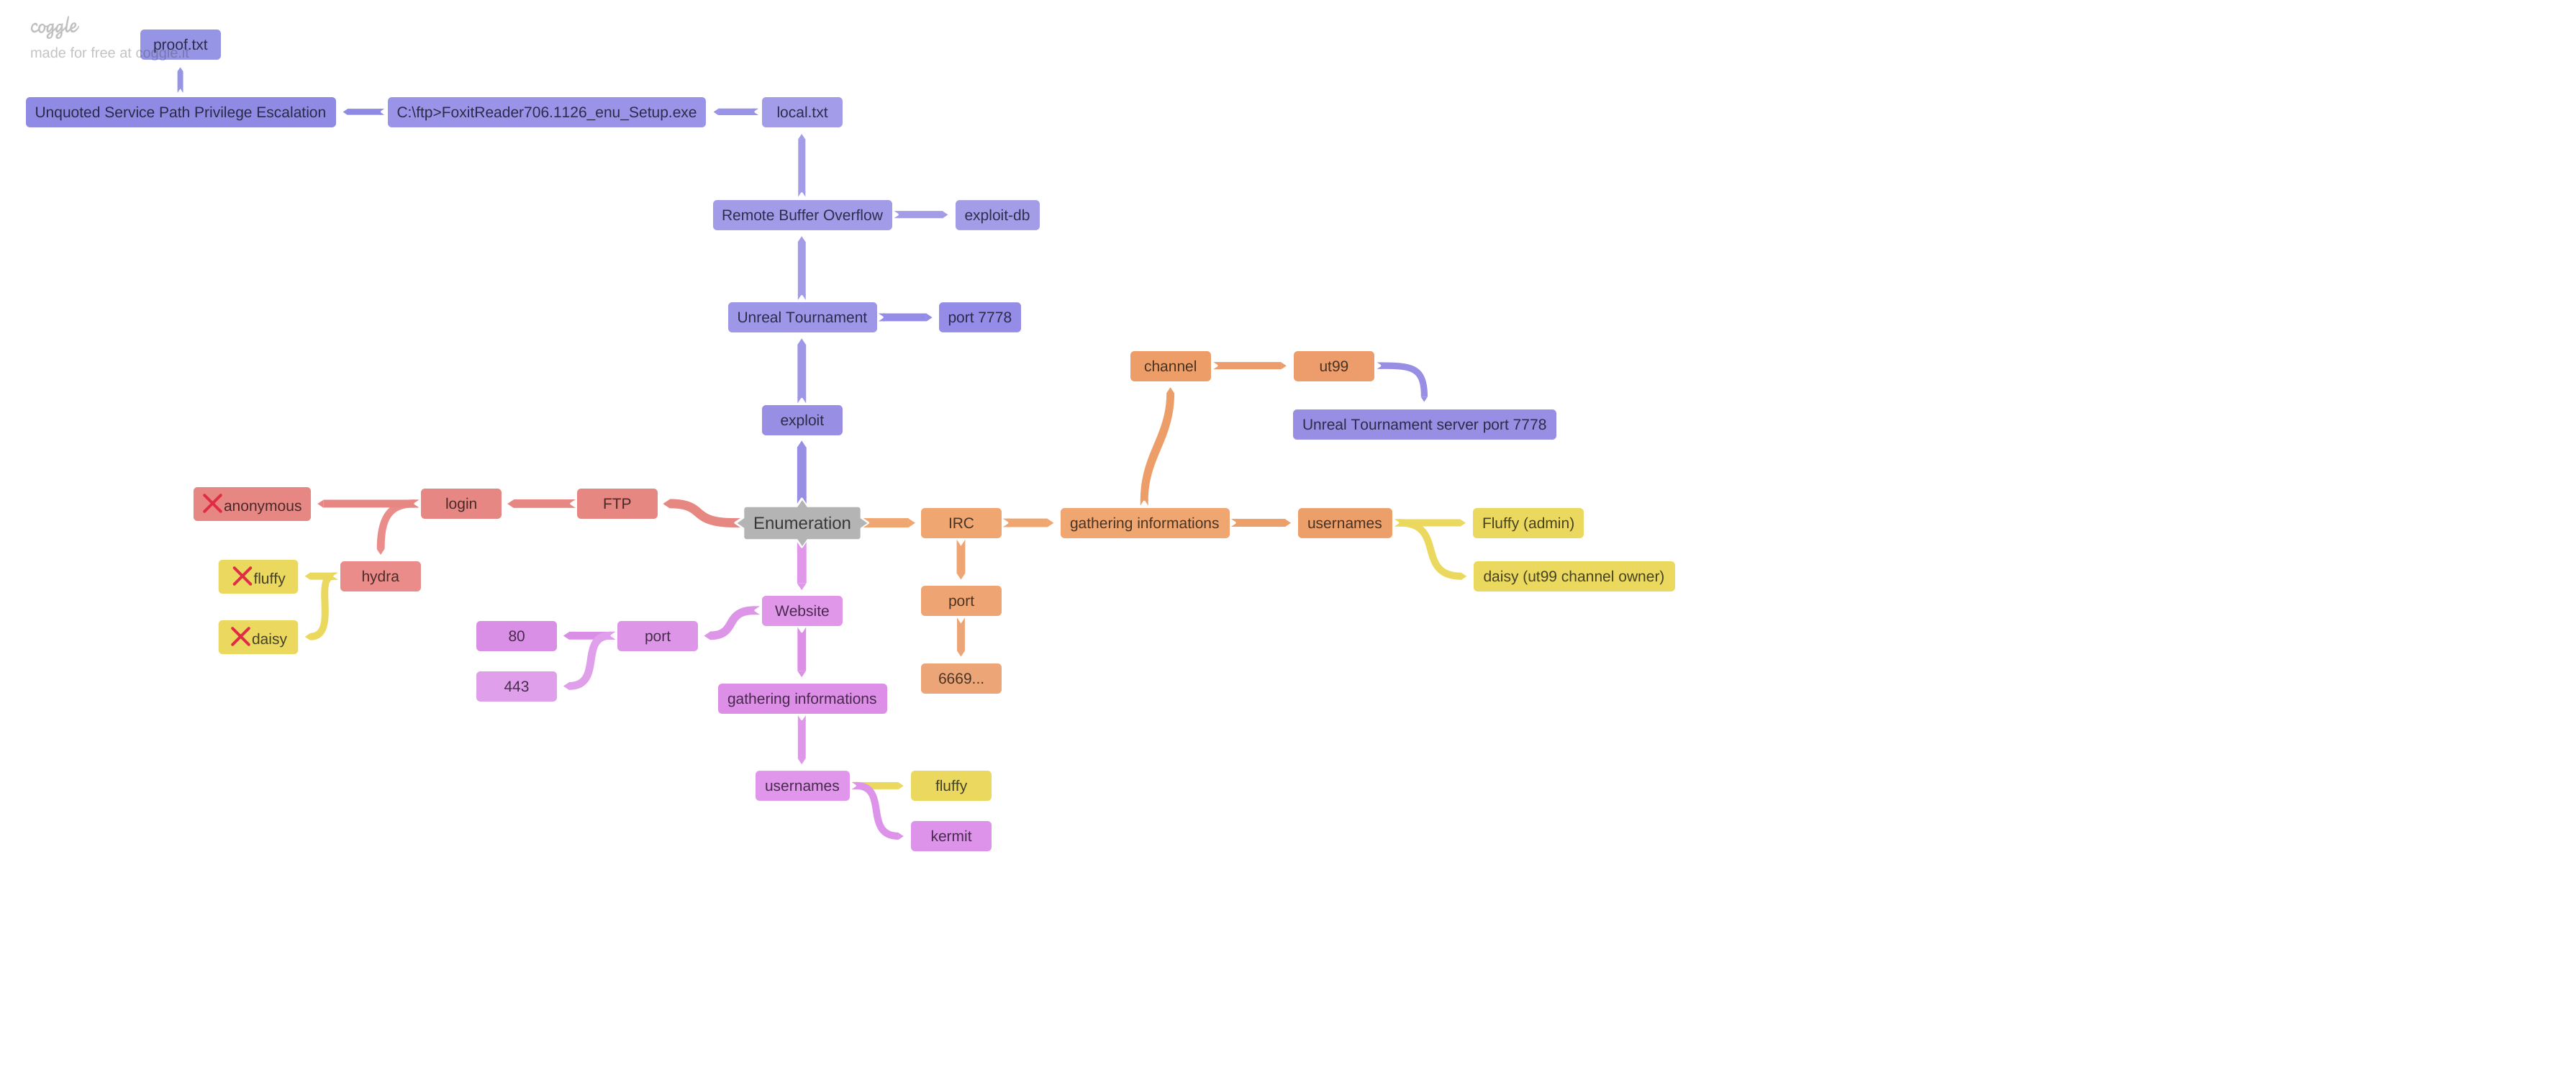 coggle
made for free at coggle.it
proof.txt
Unquoted Service Path Privilege Escalation
C:\ftp>FoxitReader706.1126_enu_Setup.exe
local.txt
Remote Buffer Overflow
exploit-db
Unreal Tournament
port 7778
channel
ut99
exploit
Unreal Tournament server port 7778
❌anonymous
login
FTP
Enumeration
IRC
gathering informations
usernames
Fluffy (admin)
❌fluffy
hydra
daisy (ut99 channel owner)
port
Website
❌daisy
80
port
443
6669...
gathering informations
usernames
fluffy
kermit